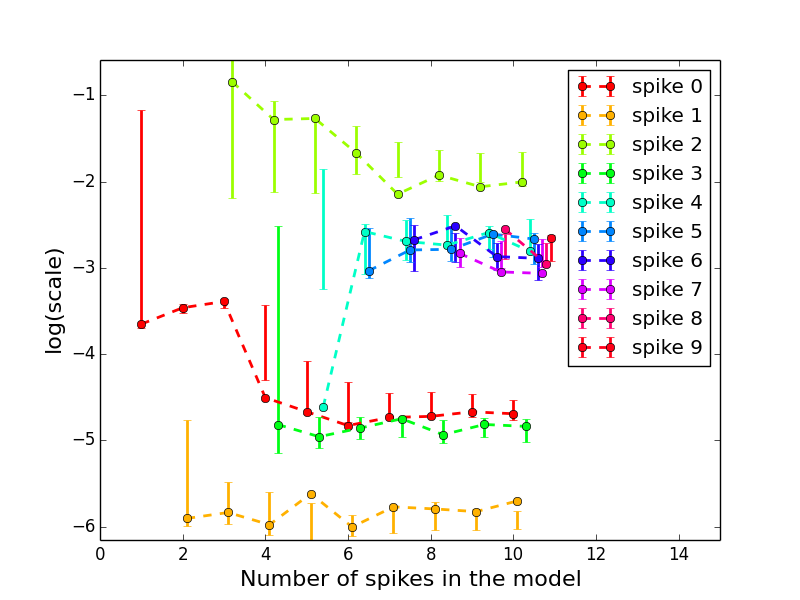 −1
−2
−3
−4
−5
−6
log(scale)
0 2 4 6 8 10 12 14
Number of spikes in the model
spike 0
spike 1
spike 2
spike 3
spike 4
spike 5
spike 6
spike 7
spike 8
spike 9